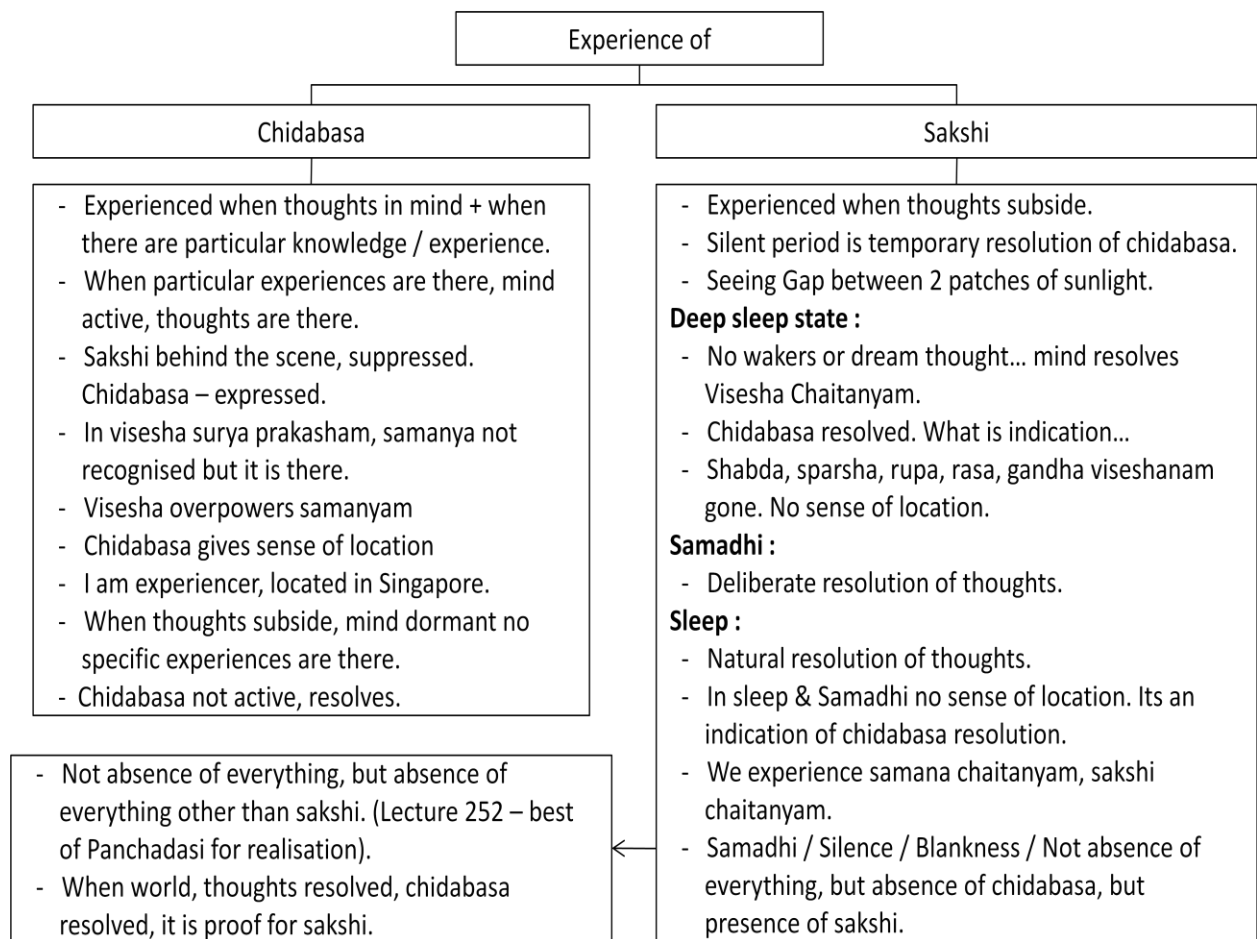 Experience of
Chidabasa
- Experienced when thoughts in mind + when
there are particular knowledge / experience.
- When particular experiences are there, mind
active, thoughts are there.
- Sakshi behind the scene, suppressed.
Chidabasa – expressed.
- In visesha surya prakasham, samanya not
recognised but it is there.
- Visesha overpowers samanyam
- Chidabasa gives sense of location
- I am experiencer, located in Singapore.
- When thoughts subside, mind dormant no
specific experiences are there.
- Chidabasa not active, resolves.
Sakshi
- Experienced when thoughts subside.
- Silent period is temporary resolution of chidabasa.
- Seeing Gap between 2 patches of sunlight.
Deep sleep state :
- No wakers or dream thought... mind resolves
Visesha Chaitanyam.
- Chidabasa resolved. What is indication...
- Shabda, sparsha, rupa, rasa, gandha viseshanam
gone. No sense of location.
Samadhi :
- Deliberate resolution of thoughts.
Sleep :
- Natural resolution of thoughts.
- In sleep & Samadhi no sense of location. Its an
indication of chidabasa resolution.
- We experience samana chaitanyam, sakshi
chaitanyam.
- Samadhi / Silence / Blankness / Not absence of
everything, but absence of chidabasa, but
presence of sakshi.
- Not absence of everything, but absence of
everything other than sakshi. (Lecture 252 – best
of Panchadasi for realisation).
- When world, thoughts resolved, chidabasa
resolved, it is proof for sakshi.